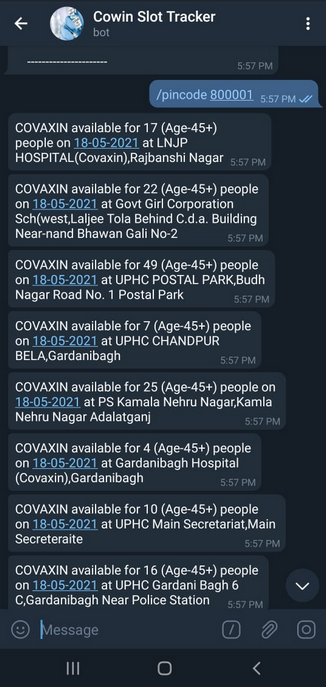 Cowin Slot Tracker
bot
----------------------
5:57 PM
/pincode 800001 5:57 PM
COVAXIN available for 17 (Age-45+)
people on 18-05-2021 at LNJP
HOSPITAL(Covaxin),Rajbanshi Nagar 5:57 PM
COVAXIN available for 22 (Age-45+) people
on 18-05-2021 at Govt Girl Corporation
Sch(west,Laljee Tola Behind C.d.a. Building
Near-nand Bhawan Gali No-2 5:57 PM
COVAXIN available for 49 (Age-45+) people
on 18-05-2021 at UPHC POSTAL PARK,Budh
Nagar Road No. 1 Postal Park 5:57 PM
COVAXIN available for 7 (Age-45+) people
on 18-05-2021 at UPHC CHANDPUR
BELA,Gardanibagh 5:57 PM
COVAXIN available for 25 (Age-45+) people on
18-05-2021 at PS Kamala Nehru Nagar,Kamla
Nehru Nagar Adalatganj 5:57 PM
COVAXIN available for 4 (Age-45+) people
on 18-05-2021 at Gardanibagh Hospital
(Covaxin),Gardanibagh 5:57 PM
COVAXIN available for 10 (Age-45+) people
on 18-05-2021 at UPHC Main Secretariat,Main
Secreteraite 5:57 PM
COVAXIN available for 16 (Age-45+) people
on 18-05-2021 at UPHC Gardani Bagh 6
C,Gardanibagh Near Police Station 5:57 PM
Message